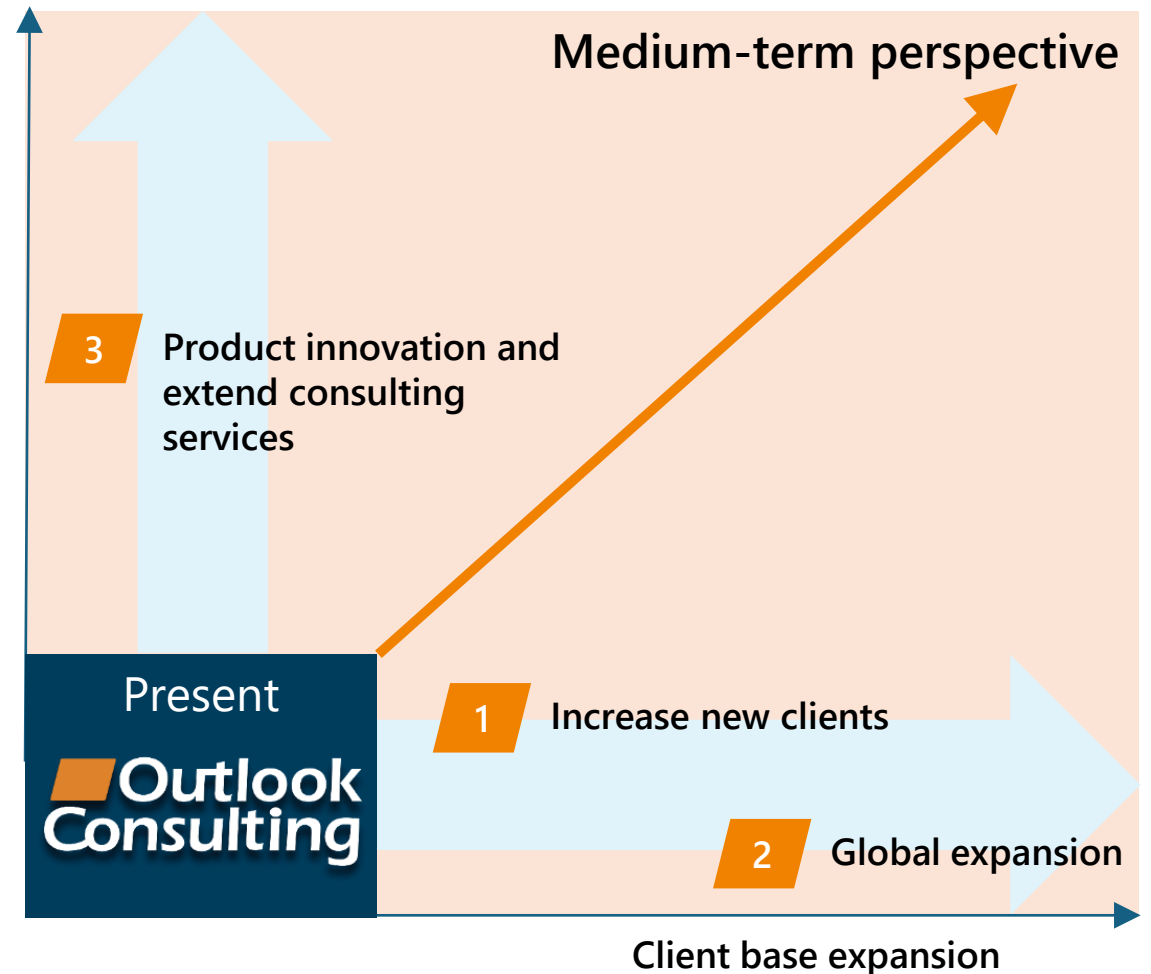 Medium-term perspective
3
Product innovation and
extend consulting
services
Present
Outlook
Consulting
1
Increase new clients
2
Global expansion
Client base expansion